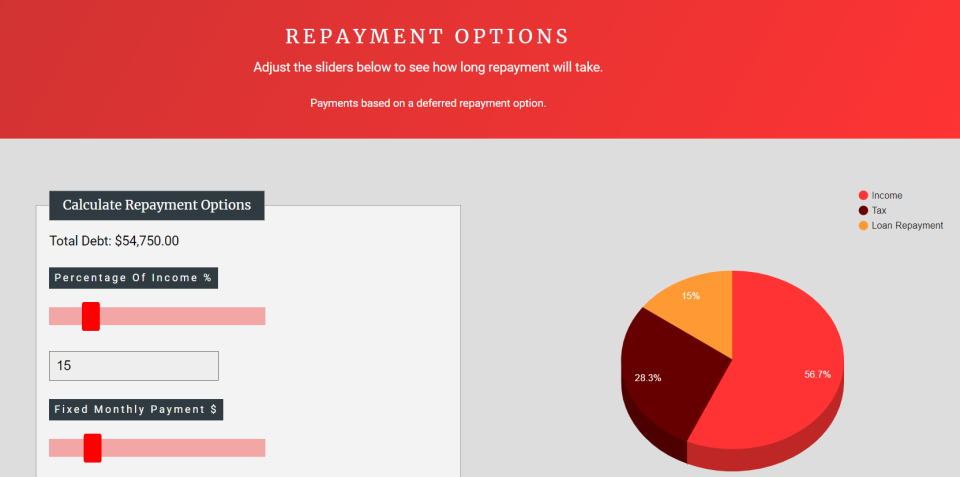 REPAYMENT OPTIONS
Adjust the sliders below to see how long repayment will take.
Payments based on a deferred repayment option.
Calculate Repayment Options
Total Debt: $54,750.00
Percentage Of Income %
15
Fixed Monthly Payment $
Income
Tax
Loan Repayment
15%
28.3%
56.7%